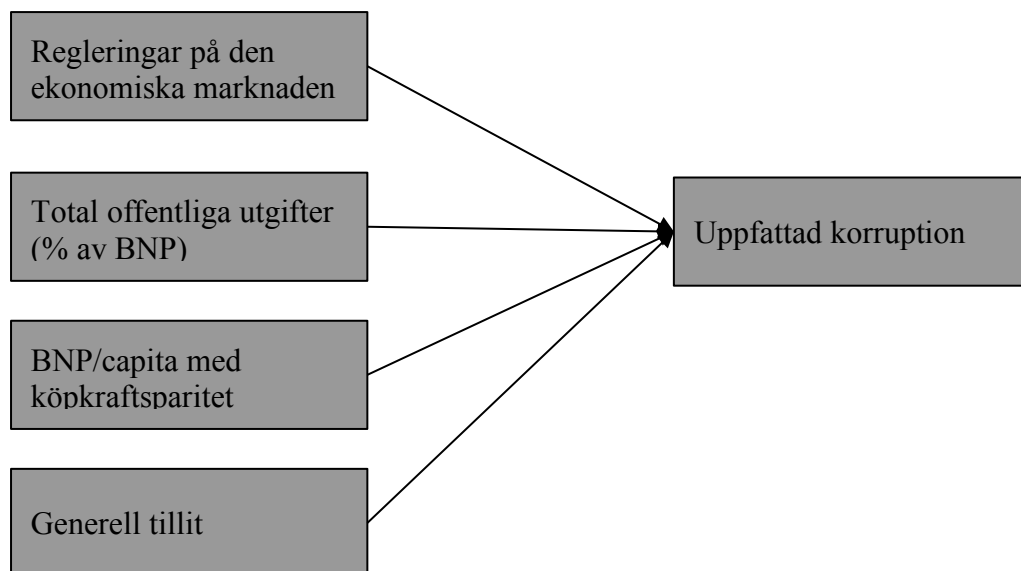 Regleringar på den
ekonomiska marknaden
Total offentliga utgifter
(% av BNP)
Uppfattad korruption
BNP/capita med
köpkraftsparitet
Generell tillit